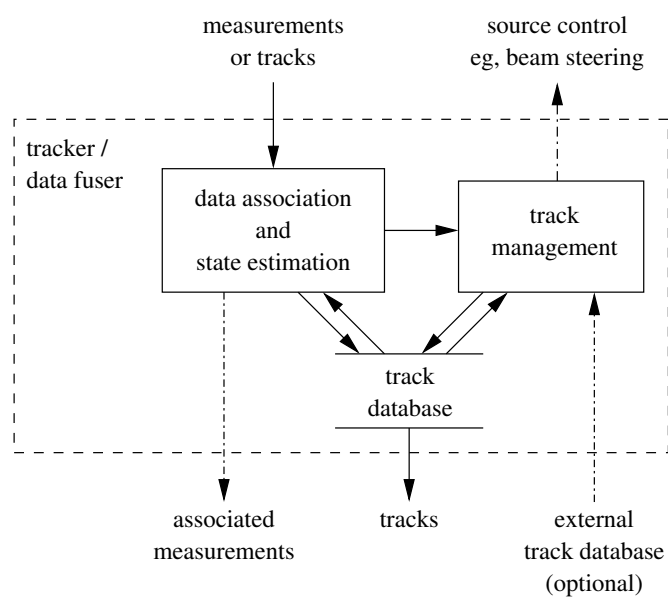 measurements
or tracks
source control
eg, beam steering
tracker /
data fuser
data association
and
state estimation
track
management
track
database
associated
measurements
tracks
external
track database
(optional)